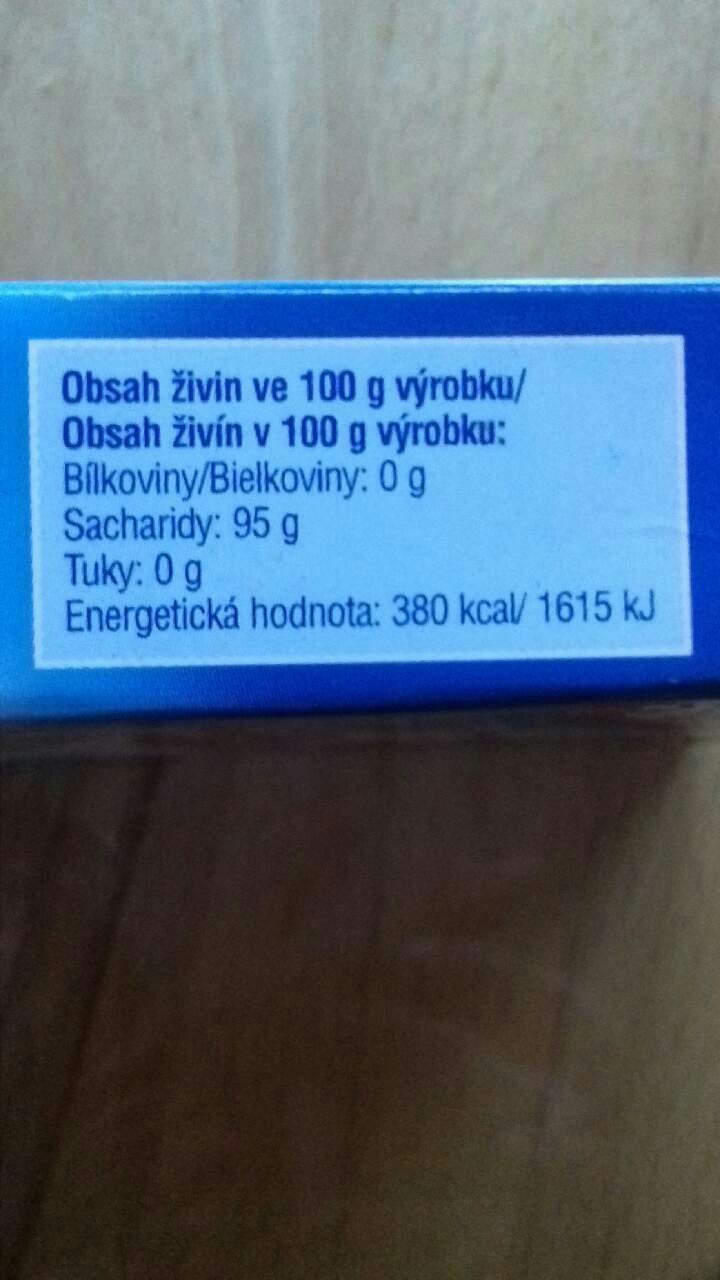 Obsah živin ve 100 g výrobku/
Obsah živín v 100 g výrobku:
Bílkoviny/Bielkoviny: 0 g
Sacharidy: 95 g
Tuky: 0 g
Energetická hodnota: 380 kcal/ 1615 kJ